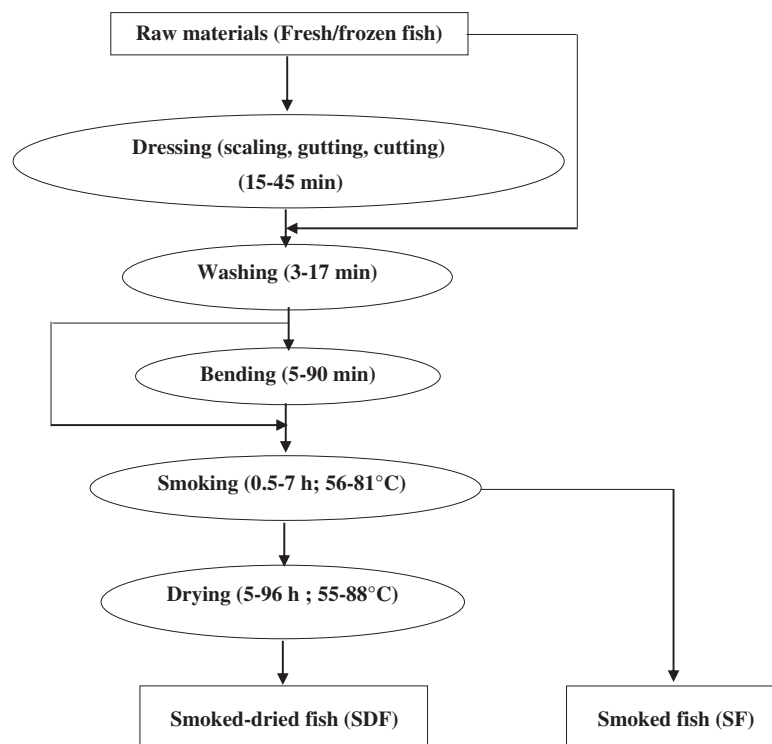 Raw materials (Fresh/frozen fish)
Dressing (scaling, gutting, cutting)
(15-45 min)
Washing (3-17 min)
Bending (5-90 min)
Smoking (0.5-7 h; 56-81°C)
Drying (5-96 h ; 55-88°C)
Smoked-dried fish (SDF)
Smoked fish (SF)